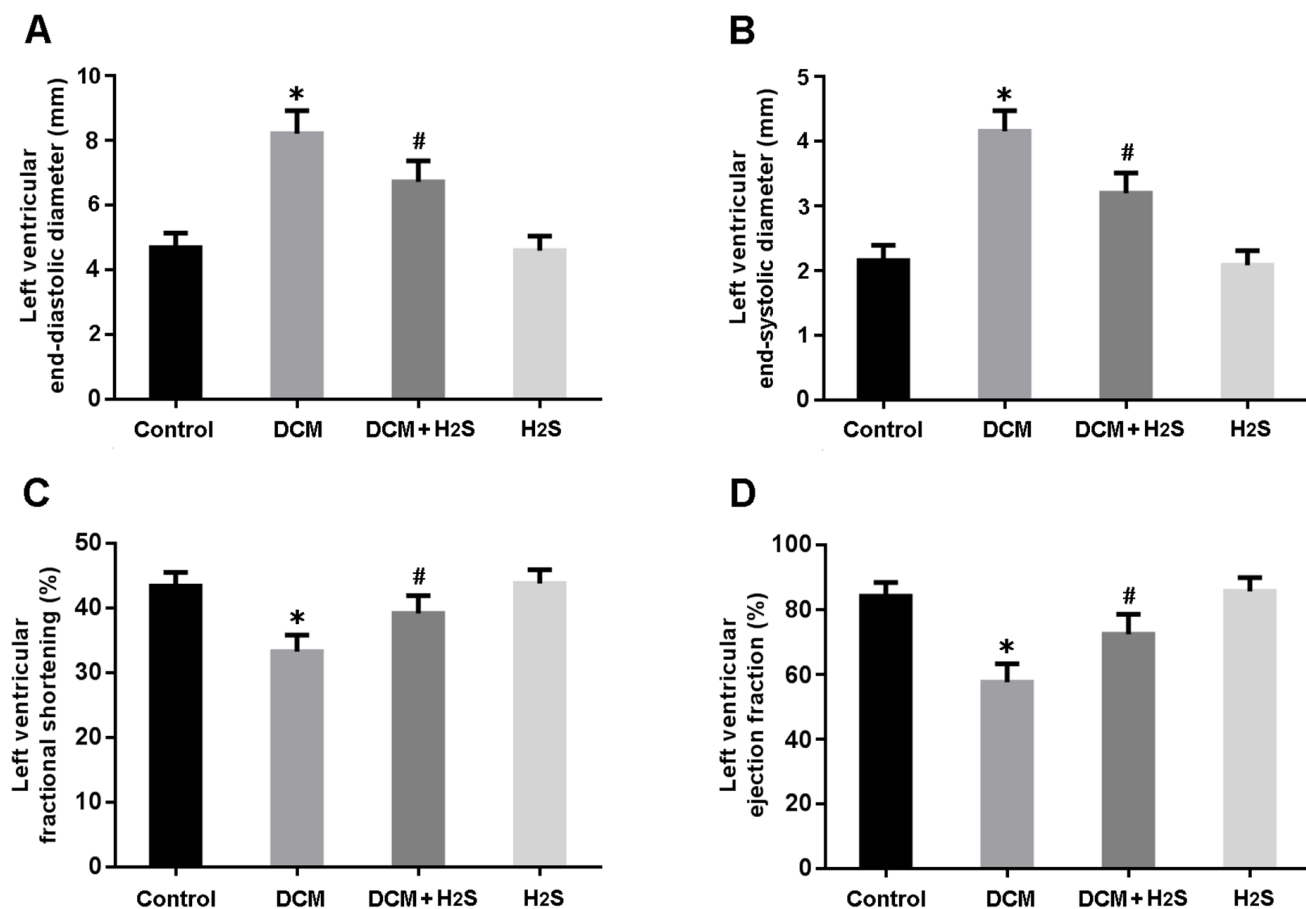 A
Left ventricular
end-diastolic diameter (mm)
10
8
6
4
2
0
*
#
Control
DCM
DCM + H2S
H2S
B
Left ventricular
end-systolic diameter (mm)
5
4
3
2
1
0
*
#
Control
DCM
DCM + H2S
H2S
C
Left ventricular
fractional shortening (%)
50
40
30
20
10
0
*
#
Control
DCM
DCM + H2S
H2S
D
Left ventricular
ejection fraction (%)
100
80
60
40
20
0
*
#
Control
DCM
DCM + H2S
H2S